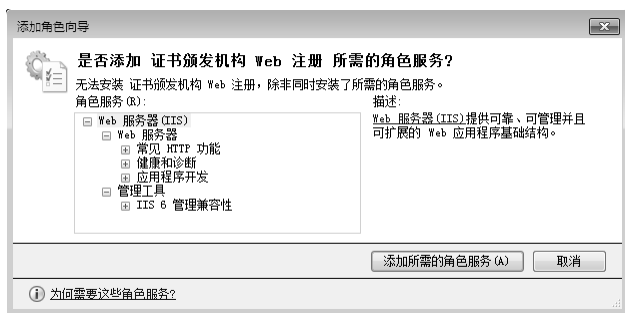 添加角色向导
是否添加 证书颁发机构 Web 注册 所需的角色服务?
无法安装 证书颁发机构 Web 注册，除非同时安装了所需的角色服务。
角色服务(R):
描述:
Web 服务器(IIS)
Web 服务器
常见 HTTP 功能
健康和诊断
应用程序开发
管理工具
IIS 6 管理兼容性
Web 服务器(IIS)提供可靠、可管理并且
可扩展的 Web 应用程序基础结构。
添加所需的角色服务(A)
取消
为何需要这些角色服务?